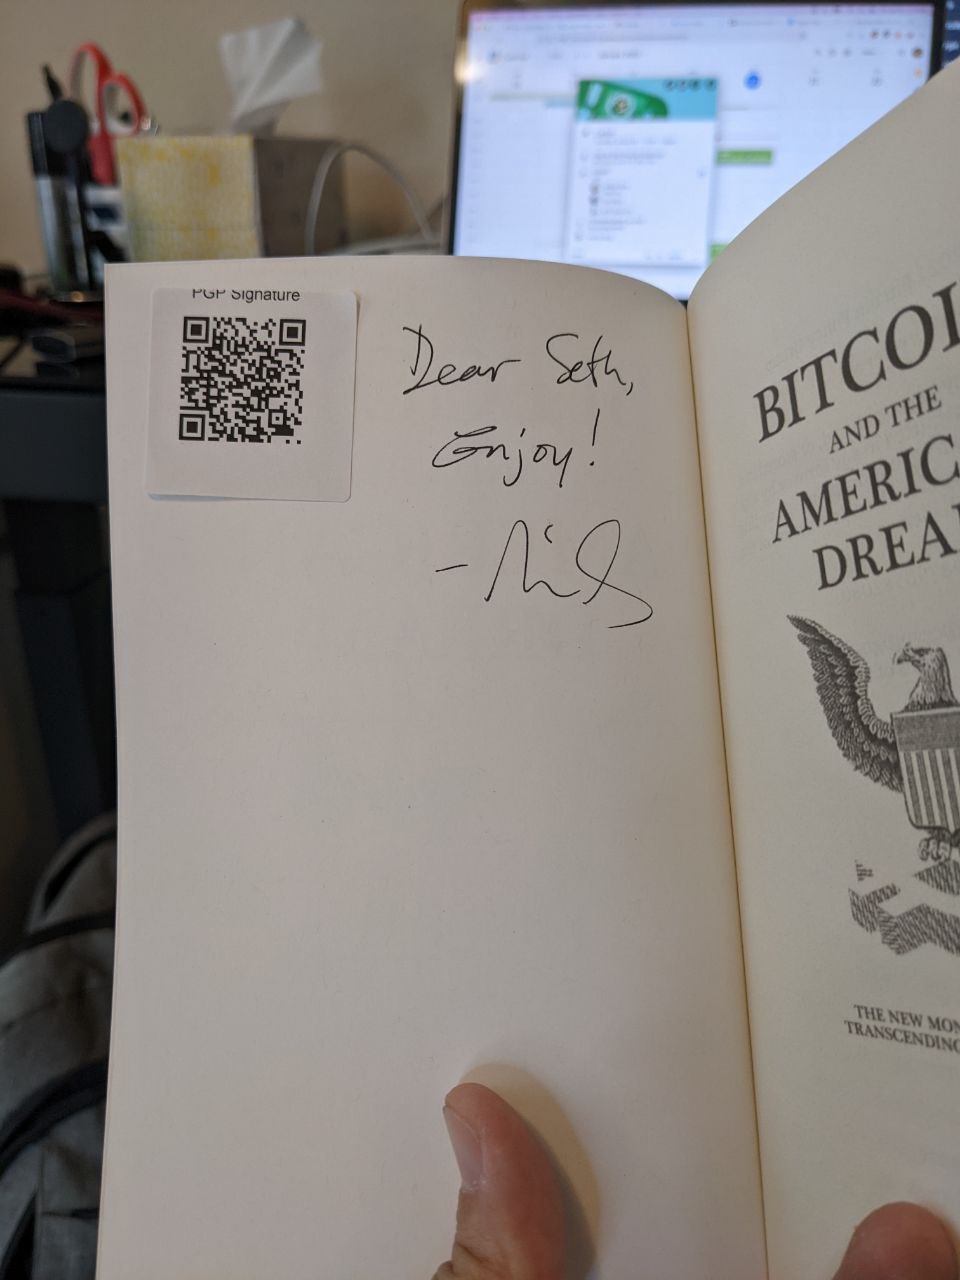 PGP Signature
Dear Seth,
Enjoy!
BITCOI
AND THE
AMERIC
DREA
THE NEW MON
TRANSCENDING